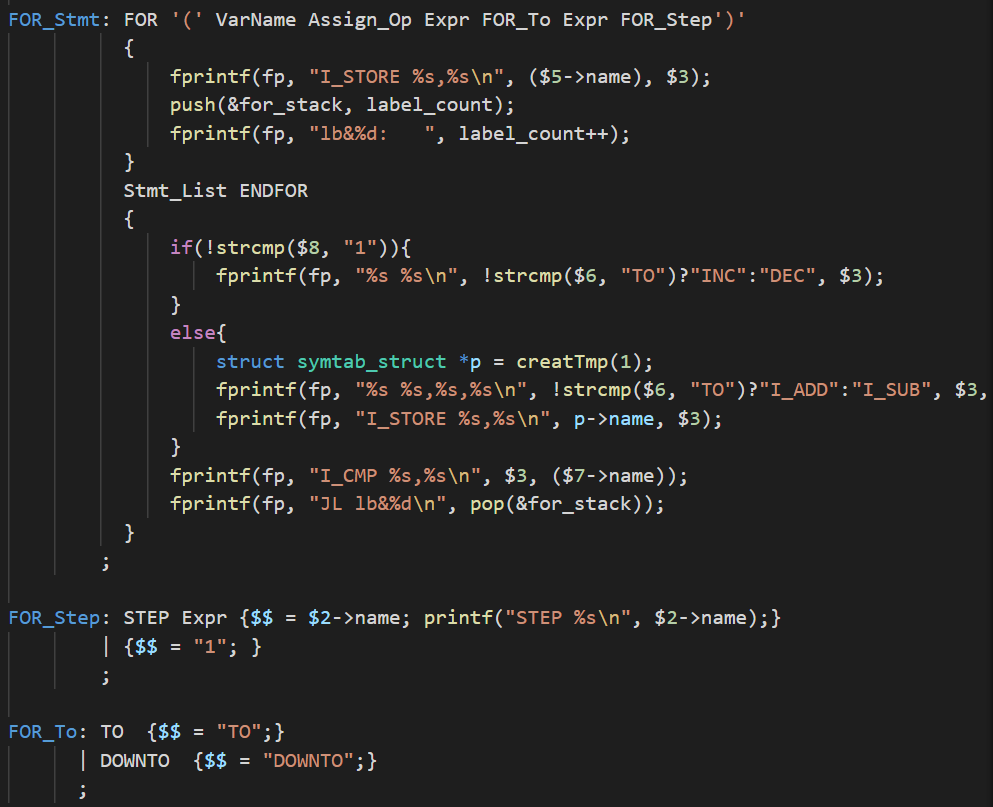 FOR_Stmt: FOR '(' VarName Assign_Op Expr FOR_To Expr FOR_Step')'
{
fprintf(fp, "I_STORE %s,%s\n", ($5->name), $3);
push(&for_stack, label_count);
fprintf(fp, "lb&%d:   ", label_count++);
}
Stmt_List ENDFOR
{
if(!strcmp($8, "1")){
fprintf(fp, "%s %s\n", !strcmp($6, "TO")?"INC":"DEC", $3);
}
else{
struct symtab_struct *p = creatTmp(1);
fprintf(fp, "%s %s,%s,%s\n", !strcmp($6, "TO")?"I_ADD":"I_SUB", $3,
fprintf(fp, "I_STORE %s,%s\n", p->name, $3);
}
fprintf(fp, "I_CMP %s,%s\n", $3, ($7->name));
fprintf(fp, "JL lb&%d\n", pop(&for_stack));
}
;
FOR_Step: STEP Expr {$$ = $2->name; printf("STEP %s\n", $2->name);}
| {$$ = "1"; }
;
FOR_To: TO  {$$ = "TO";}
| DOWNTO  {$$ = "DOWNTO";}
;